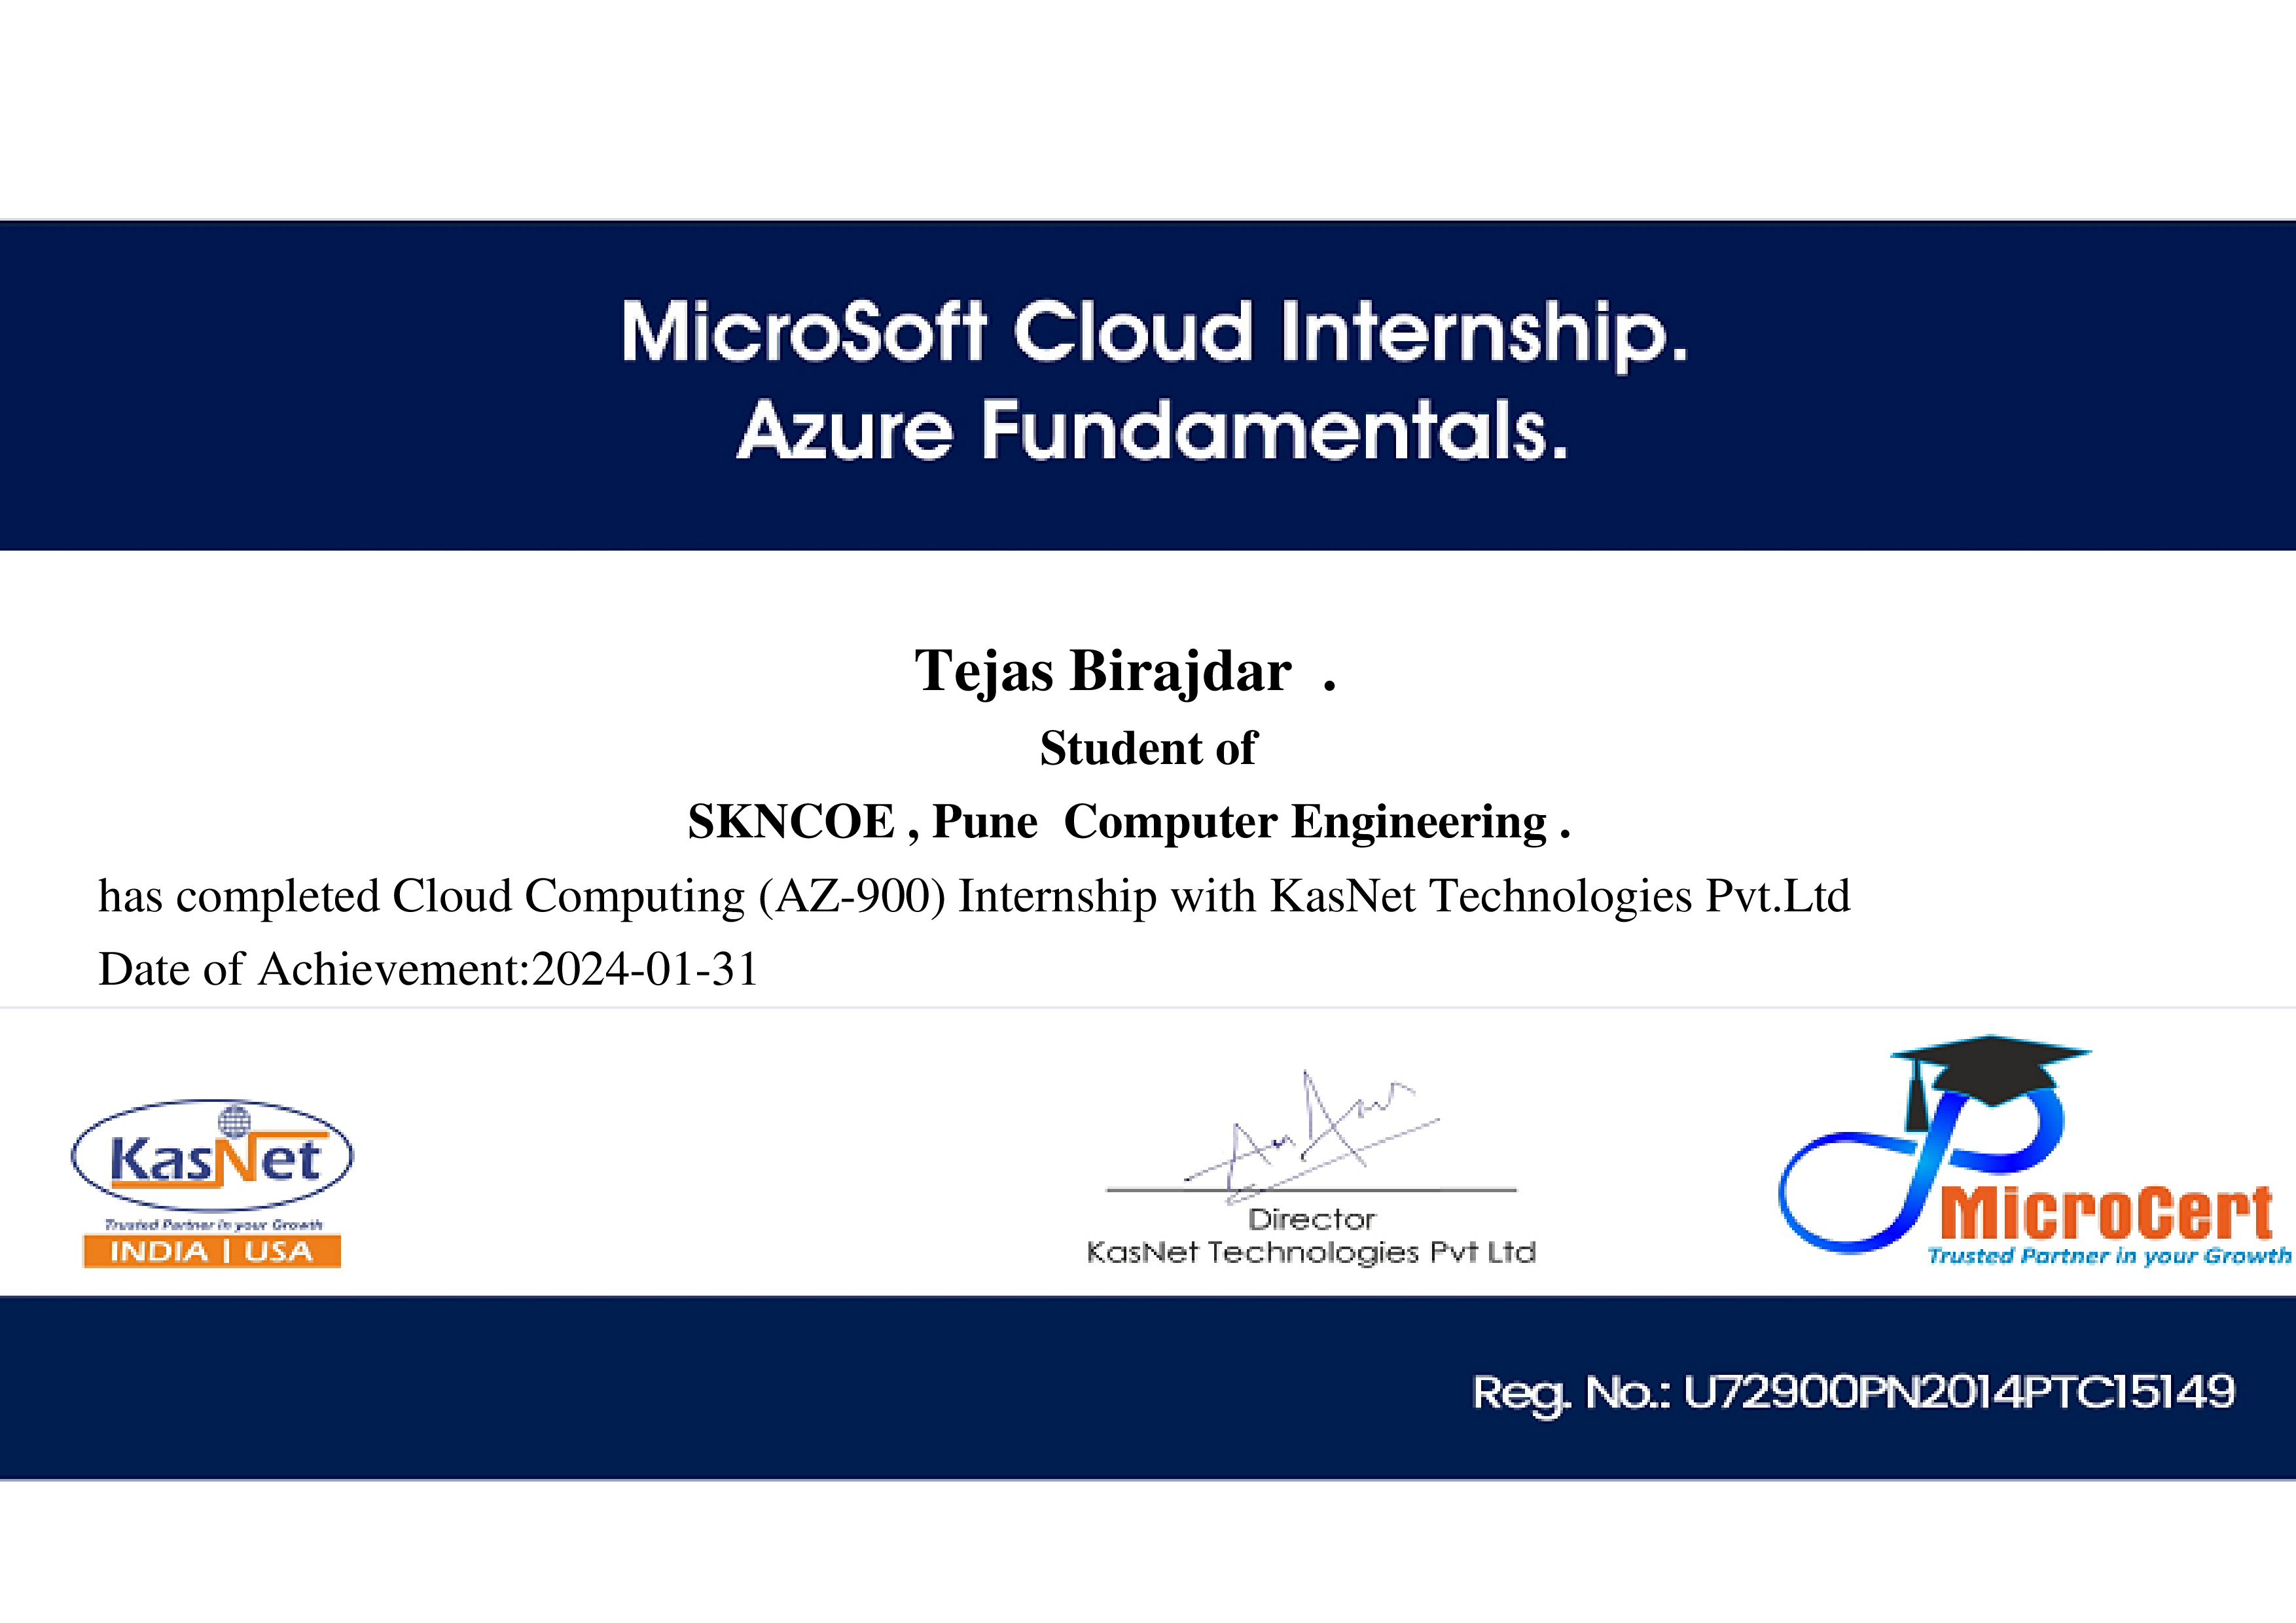 MicroSoft Cloud Internship.
Azure Fundamentals.
Tejas Birajdar .
Student of
SKNCOE , Pune Computer Engineering .
has completed Cloud Computing (AZ-900) Internship with KasNet Technologies Pvt.Ltd
Date of Achievement:2024-01-31
KasNet
Trusted Partner in your Growth
INDIA | USA
Director
KasNet Technologies Pvt Ltd
MicroCert
Trusted Partner in your Growth
Reg. No.: U72900PN2014PTC15149